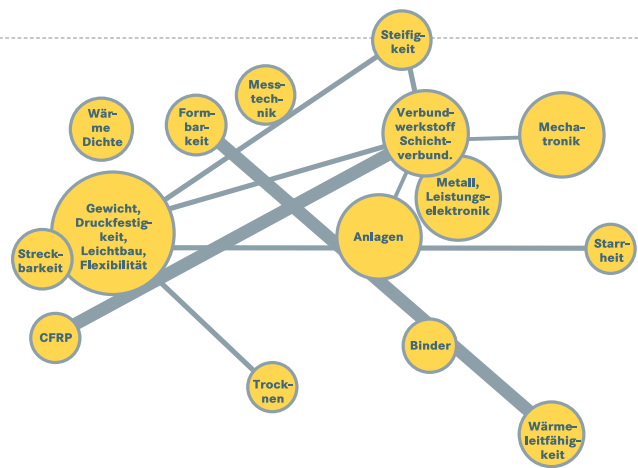 Steifig-
keit
Mess-
tech-
nik
Form-
bar-
keit
Wär-
me
Dichte
Verbund-
werkstoff
Schicht-
verbund.
Mecha-
tronik
Metall,
Leistungs-
elektronik
Gewicht,
Druckfestig-
keit,
Leichtbau,
Flexibilität
Anlagen
Streck-
barkeit
Starr-
heit
CFRP
Binder
Trock-
nen
Wärme-
leitfähig-
keit